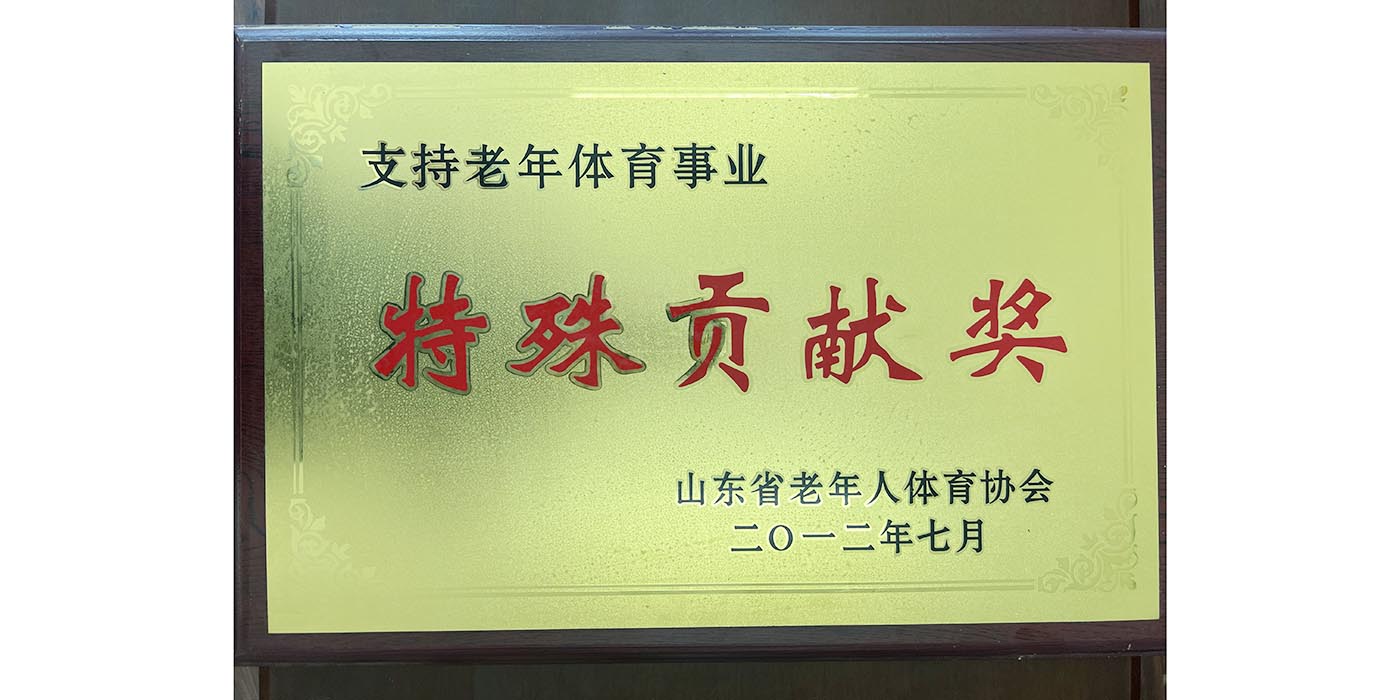 支持老年体育事业
特殊贡献奖
山东省老年人体育协会
二〇一二年七月